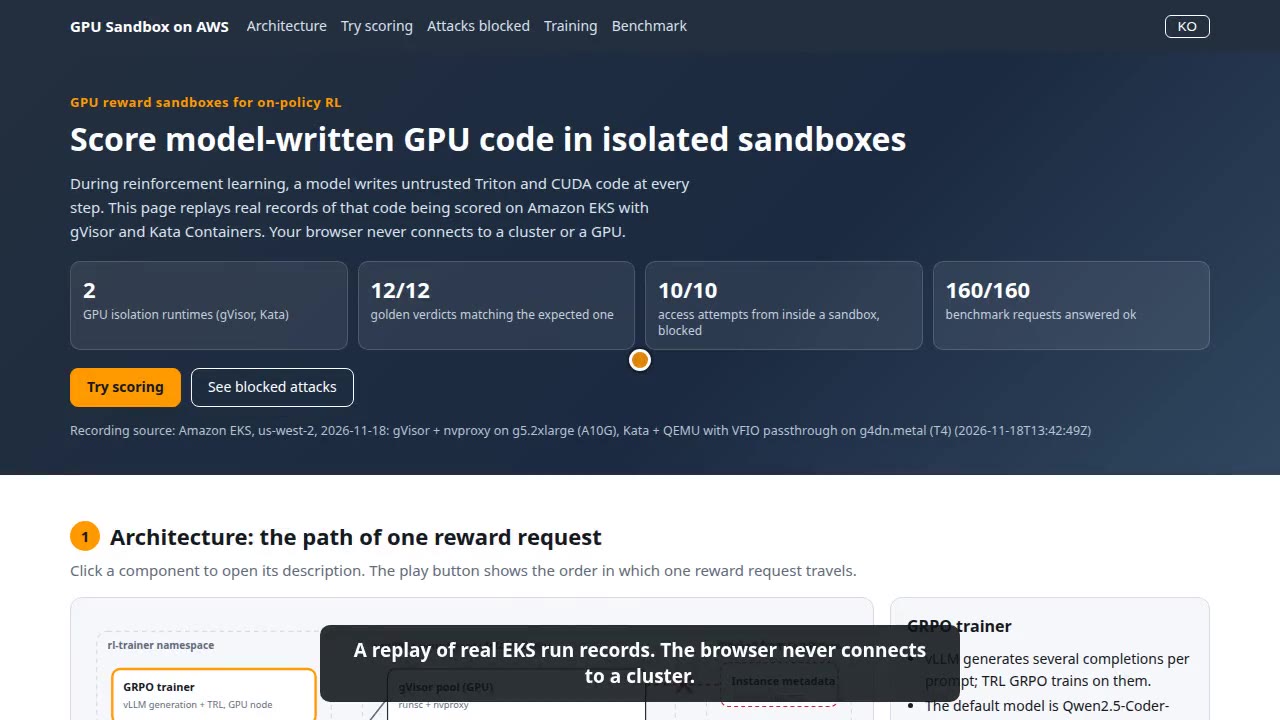 GPU Sandbox on AWS Architecture Try scoring Attacks blocked Training Benchmark KO
GPU reward sandboxes for on-policy RL
Score model-written GPU code in isolated sandboxes
During reinforcement learning, a model writes untrusted Triton and CUDA code at every
step. This page replays real records of that code being scored on Amazon EKS with
gVisor and Kata Containers. Your browser never connects to a cluster or a GPU.
2
GPU isolation runtimes (gVisor, Kata)
12/12
golden verdicts matching the expected one
10/10
access attempts from inside a sandbox,
blocked
160/160
benchmark requests answered ok
Try scoring
See blocked attacks
Recording source: Amazon EKS, us-west-2, 2026-11-18: gVisor + nvproxy on g5.2xlarge (A10G), Kata + QEMU with VFIO passthrough on g4dn.metal (T4) (2026-11-18T13:42:49Z)
1 Architecture: the path of one reward request
Click a component to open its description. The play button shows the order in which one reward request travels.
rl-trainer namespace
GRPO trainer
vLLM generation + TRL, GPU node
gVisor pool (GPU)
runsc + nvproxy
Instance metadata
A replay of real EKS run records. The browser never connects
to a cluster.
GRPO trainer
vLLM generates several completions per
prompt; TRL GRPO trains on them.
The default model is Qwen2.5-Coder-